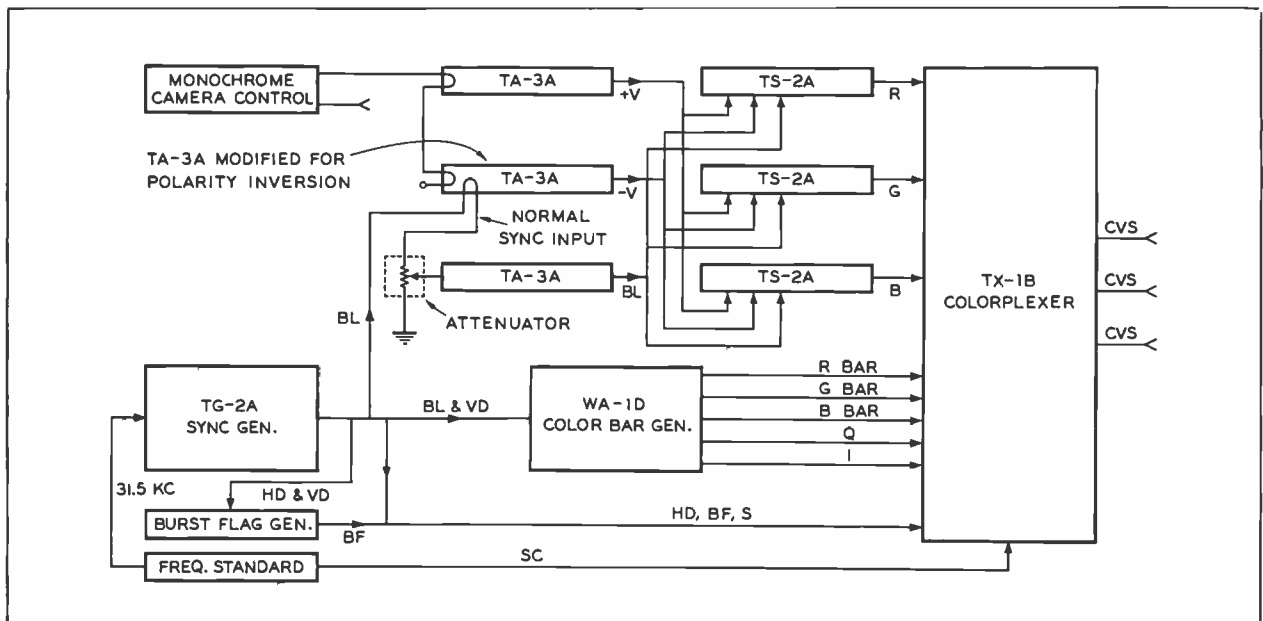 MONOCHROME
CAMERA CONTROL
TA-3A
+V
TS-2A
R
TA-3A MODIFIED FOR
POLARITY INVERSION
TA-3A
-V
TS-2A
G
NORMAL
SYNC INPUT
TA-3A
BL
TS-2A
B
ATTENUATOR
BL
TX-1B
COLORPLEXER
CVS
CVS
CVS
TG-2A
SYNC GEN.
BL & VD
WA-1D
COLOR BAR GEN.
R BAR
G BAR
B BAR
Q
I
31.5 KC
HD & VD
BURST FLAG GEN.
BF
HD, BF, S
FREQ. STANDARD
SC